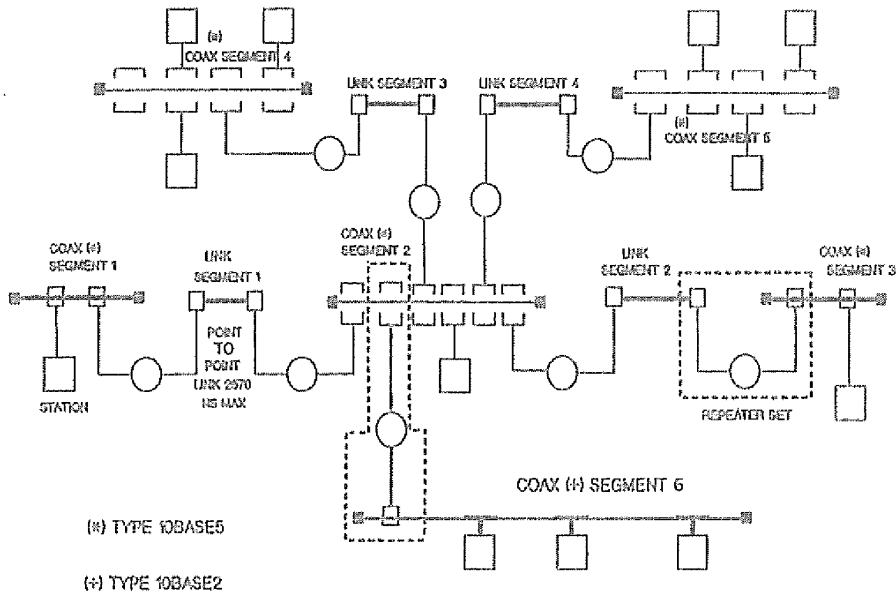 (*)
COAX SEGMENT 4
LINK SEGMENT 3
LINK SEGMENT 4
(*)
COAX SEGMENT 5
COAX (*)
SEGMENT 1
LINK
SEGMENT 1
COAX (*)
SEGMENT 2
LINK
SEGMENT 2
COAX (*)
SEGMENT 3
POINT
TO
POINT
LINK 2570
NS MAX
STATION
REPEATER SET
COAX (+) SEGMENT 6
(*) TYPE 10BASE5
(+) TYPE 10BASE2